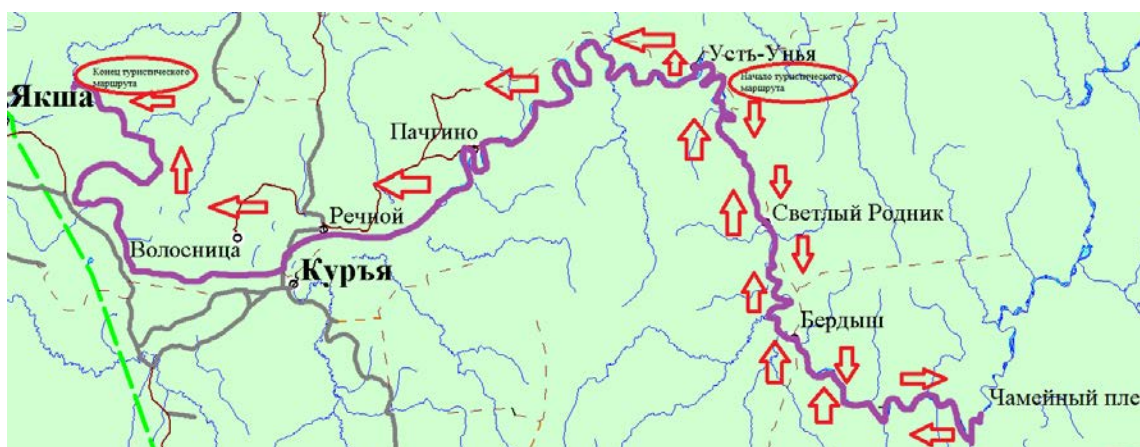 Усть-Унья
Конец туристического
маршрута
Начало туристического
маршрута
Якша
Пачгино
Светлый Родник
Речной
Волосница
Курья
Бердыш
Чамейный пле